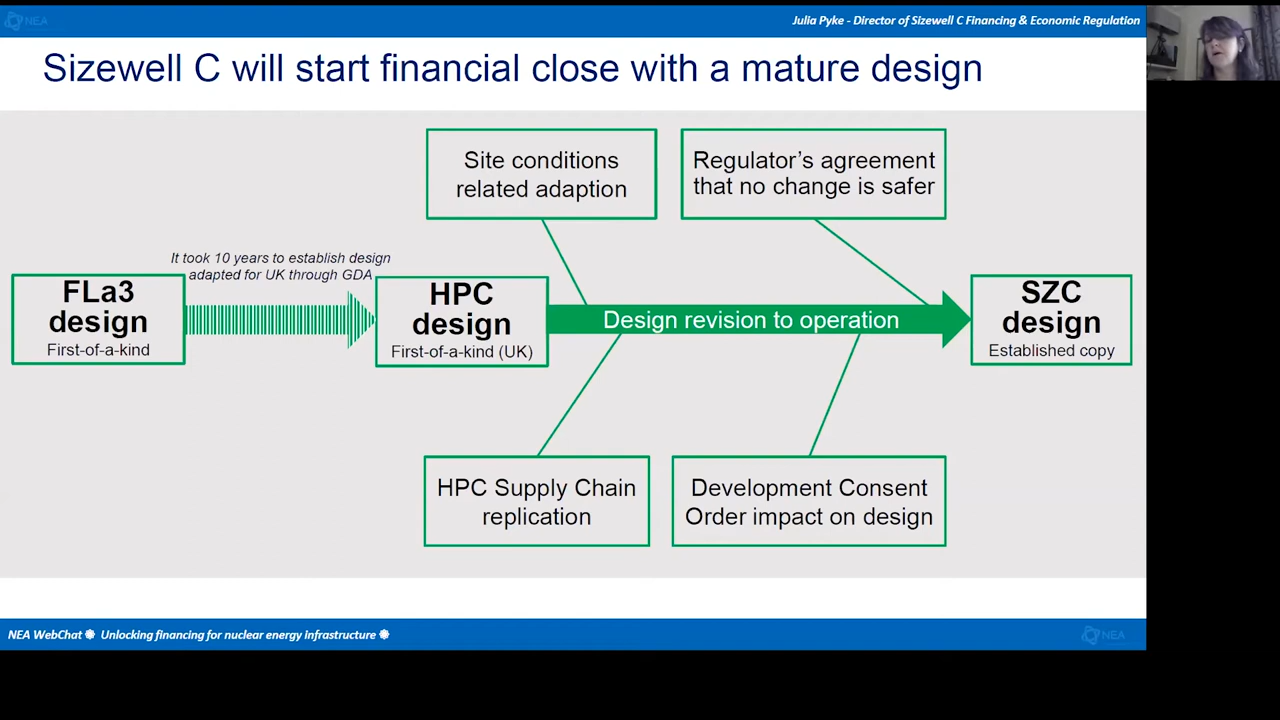 NEA
Julia Pyke - Director of Sizewell C Financing & Economic Regulation
Sizewell C will start financial close with a mature design
Site conditions
related adaption
Regulator’s agreement
that no change is safer
It took 10 years to establish design
adapted for UK through GDA
FLa3
design
First-of-a-kind
HPC
design
First-of-a-kind (UK)
Design revision to operation
SZC
design
Established copy
HPC Supply Chain
replication
Development Consent
Order impact on design
NEA WebChat Unlocking financing for nuclear energy infrastructure
NEA